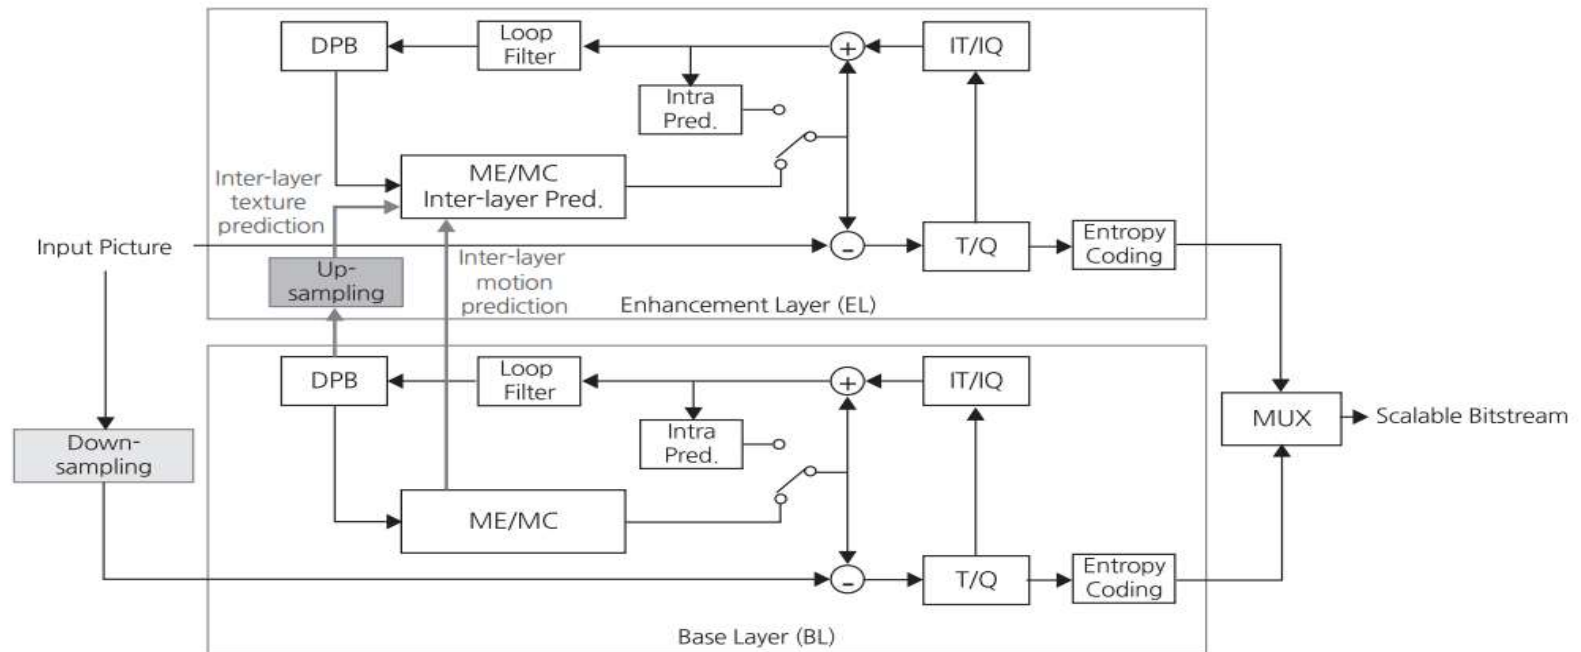 DPB
Loop
Filter
+
IT/IQ
Intra
Pred.
ME/MC
Inter-layer Pred.
Inter-layer
texture
prediction
Input Picture
-
T/Q
Entropy
Coding
Up-
sampling
Inter-layer
motion
prediction
Enhancement Layer (EL)
DPB
Loop
Filter
+
IT/IQ
Intra
Pred.
MUX
Scalable Bitstream
Down-
sampling
ME/MC
-
T/Q
Entropy
Coding
Base Layer (BL)